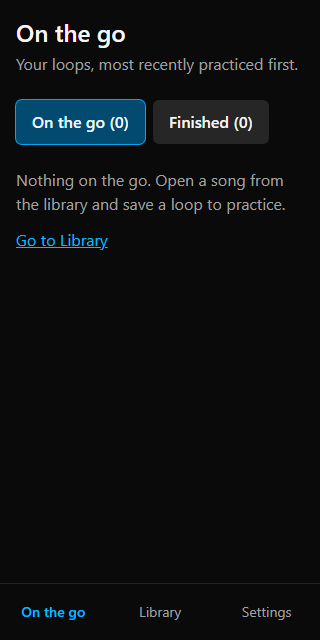 On the go
Your loops, most recently practiced first.
On the go (0)
Finished (0)
Nothing on the go. Open a song from
the library and save a loop to practice.
Go to Library
On the go
Library
Settings